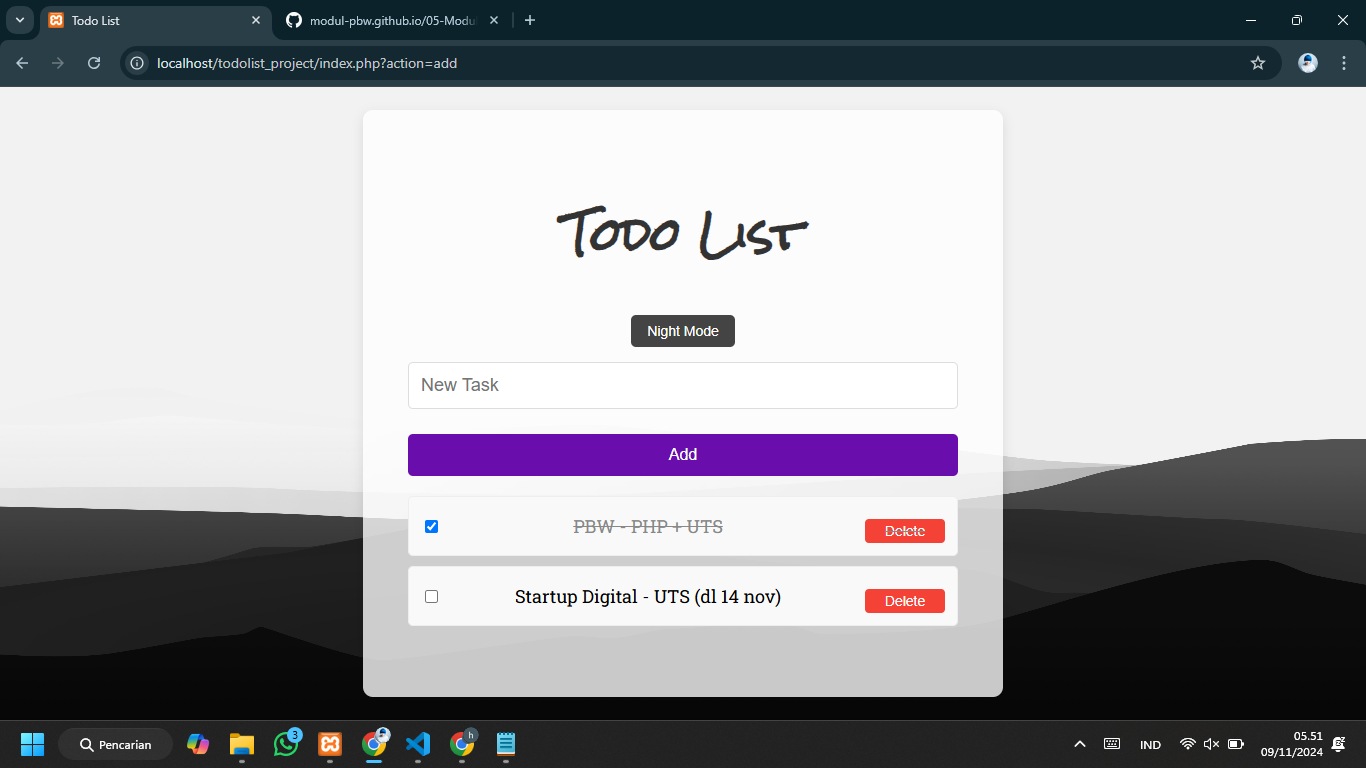 Todo List
modul-pbw.github.io/05-Modu
localhost/todolist_project/index.php?action=add
Todo List
Night Mode
New Task
Add
PBW - PHP + UTS
Delete
Startup Digital - UTS (dl 14 nov)
Delete
Pencarian
3
h
IND
05.51
09/11/2024